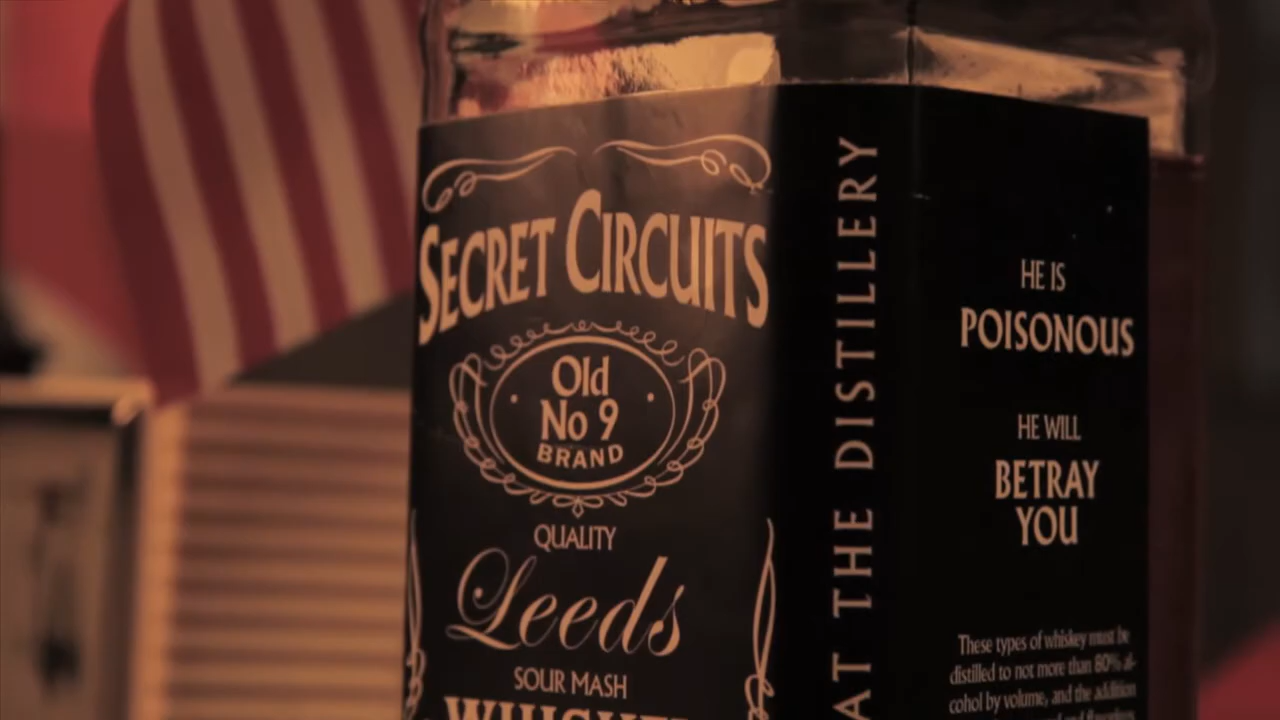 SECRET CIRCUITS
Old
No 9
BRAND
QUALITY
Leeds
SOUR MASH
WHISKEY
AT THE DISTILLERY
HE IS
POISONOUS
HE WILL
BETRAY
YOU
These types of whiskey must be
distilled to not more than 80% al-
cohol by volume, and the addition